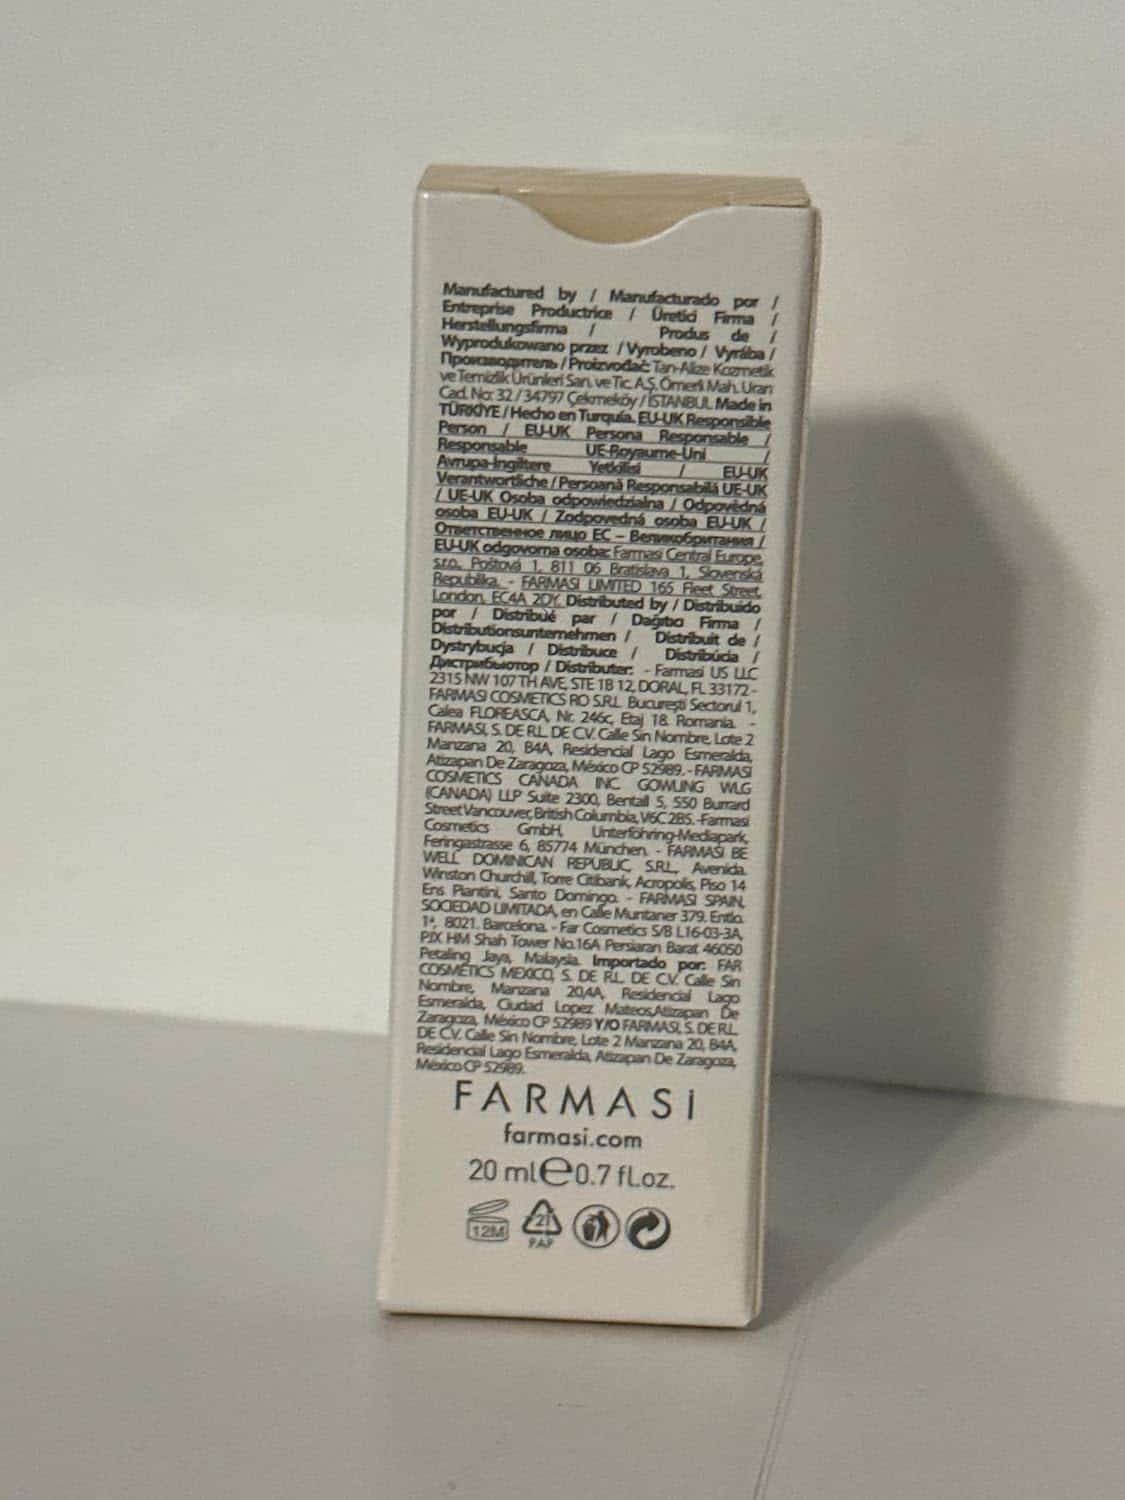 Manufactured by / Manufacturado por /
Entreprise Productrice / Üretici Firma /
Herstellungsfirma / Produs de /
Wyprodukowano przez / Vyrobeno / Vyrába /
Производитель / Proizvođač: Tan-Alize Kozmetik
ve Temizlik Ürünleri San. ve Tic. A.Ş. Ömerli Mah. Uran
Cad. No: 32 / 34797 Çekmeköy / İSTANBUL Made in
TÜRKİYE / Hecho en Turquía. EU-UK Responsible
Person / EU-UK Persona Responsable /
Responsable UE-Royaume-Uni /
Avrupa-İngiltere Yetkilisi / EU-UK
Verantwortliche / Persoană Responsabilă UE-UK
/ UE-UK Osoba odpowiedzialna / Odpovědná
osoba EU-UK / Zodpovedná osoba EU-UK /
Ответственное лицо ЕС – Великобритания /
EU-UK odgovorna osoba: Farmasi Central Europe,
s.r.o., Poštová 1, 811 06 Bratislava 1, Slovenská
Republika. - FARMASI LIMITED 165 Fleet Street,
London, EC4A 2DY. Distributed by / Distribuido
por / Distribué par / Dağıtıcı Firma /
Distributionsunternehmen / Distribuit de /
Dystrybucja / Distribuce / Distribúcia /
Дистрибьютор / Distributer: - Farmasi US LLC
2315 NW 107 TH AVE, STE 1B 12, DORAL, FL 33172 -
FARMASI COSMETICS RO S.R.L. Bucureşti Sectorul 1,
Calea FLOREASCA, Nr. 246c, Etaj 18. Romania. -
FARMASI, S. DE R.L. DE C.V. Calle Sin Nombre, Lote 2
Manzana 20, B4A, Residencial Lago Esmeralda,
Atizapan De Zaragoza, México CP 52989. - FARMASI
COSMETICS CANADA INC. GOWLING WLG
(CANADA) LLP Suite 2300, Bentall 5, 550 Burrard
Street Vancouver, British Columbia, V6C 2B5. -Farmasi
Cosmetics GmbH, Unterföhring-Mediapark,
Feringastrasse 6, 85774 München. - FARMASI BE
WELL DOMINICAN REPUBLIC, S.R.L, Avenida.
Winston Churchill, Torre Citibank, Acropolis, Piso 14
Ens Piantini, Santo Domingo. - FARMASI SPAIN,
SOCIEDAD LIMITADA, en Calle Muntaner 379. Entlo.
1ª, 8021. Barcelona. - Far Cosmetics S/B L16-03-3A,
PJX HM Shah Tower No.16A Persiaran Barat 46050
Petaling Jaya, Malaysia. Importado por: FAR
COSMETICS MEXICO, S. DE R.L. DE C.V. Calle Sin
Nombre, Manzana 20,4A, Residencial Lago
Esmeralda, Ciudad Lopez Mateos,Atizapan De
Zaragoza, México CP 52989 Y/O FARMASI, S. DE R.L.
DE C.V. Calle Sin Nombre, Lote 2 Manzana 20, B4A,
Residencial Lago Esmeralda, Atizapan De Zaragoza,
México CP 52989.
FARMASI
farmasi.com
20 ml e 0.7 fl.oz.
12M 21
PAP